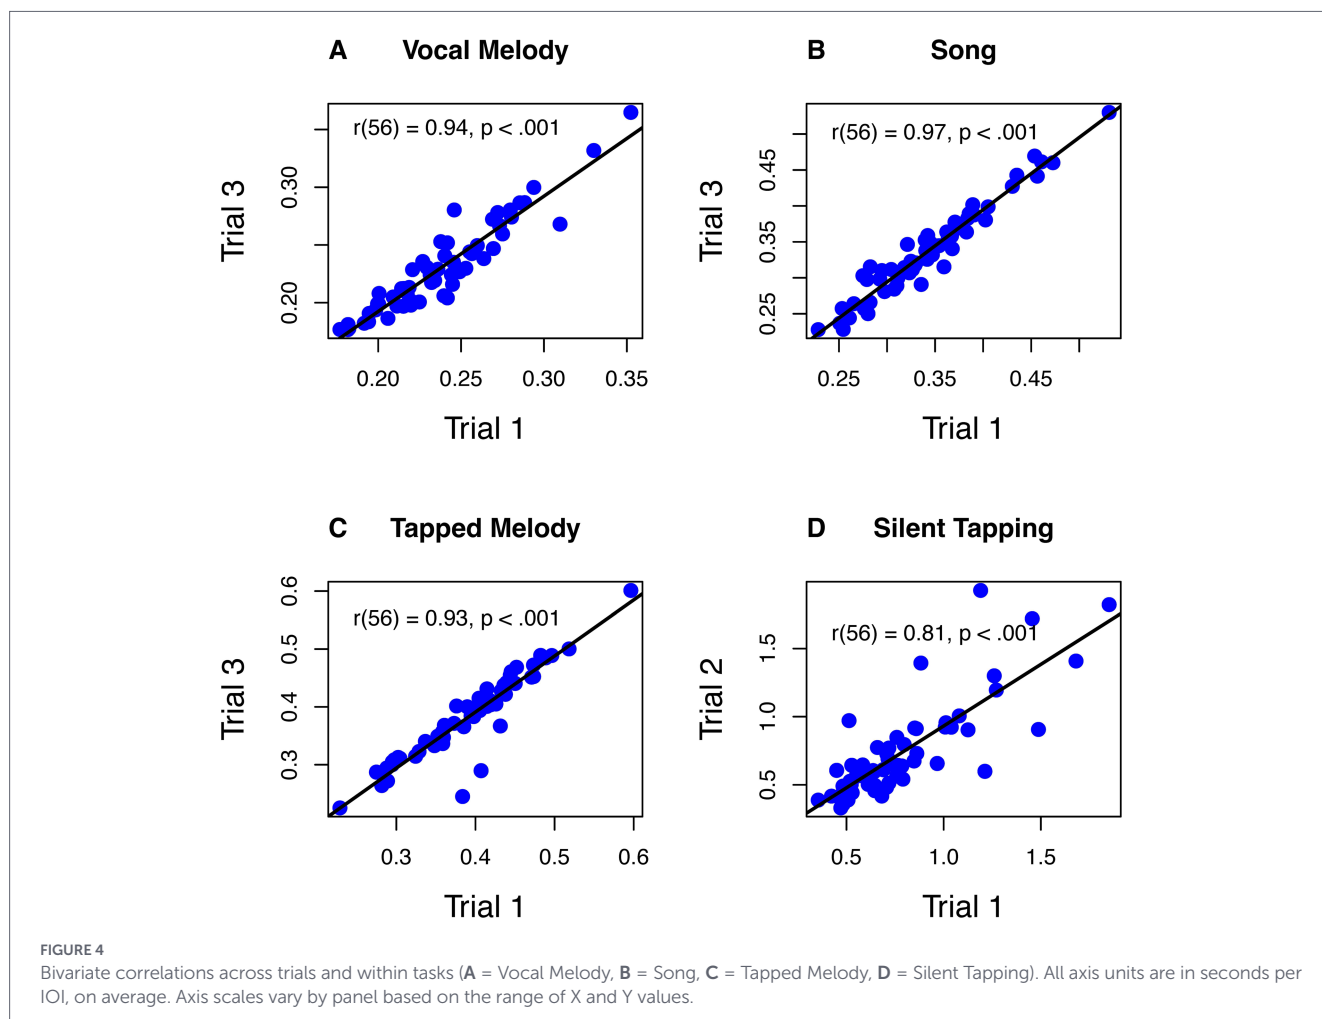 A Vocal Melody
r(56) = 0.94, p < .001
Trial 3
0.30
0.20
0.20 0.25 0.30 0.35
Trial 1
B Song
r(56) = 0.97, p < .001
Trial 3
0.45
0.35
0.25
0.25 0.35 0.45
Trial 1
C Tapped Melody
r(56) = 0.93, p < .001
Trial 3
0.6
0.5
0.4
0.3
0.3 0.4 0.5 0.6
Trial 1
D Silent Tapping
r(56) = 0.81, p < .001
Trial 2
1.5
1.0
0.5
0.5 1.0 1.5
Trial 1
FIGURE 4
Bivariate correlations across trials and within tasks (A = Vocal Melody, B = Song, C = Tapped Melody, D = Silent Tapping). All axis units are in seconds per
IOI, on average. Axis scales vary by panel based on the range of X and Y values.